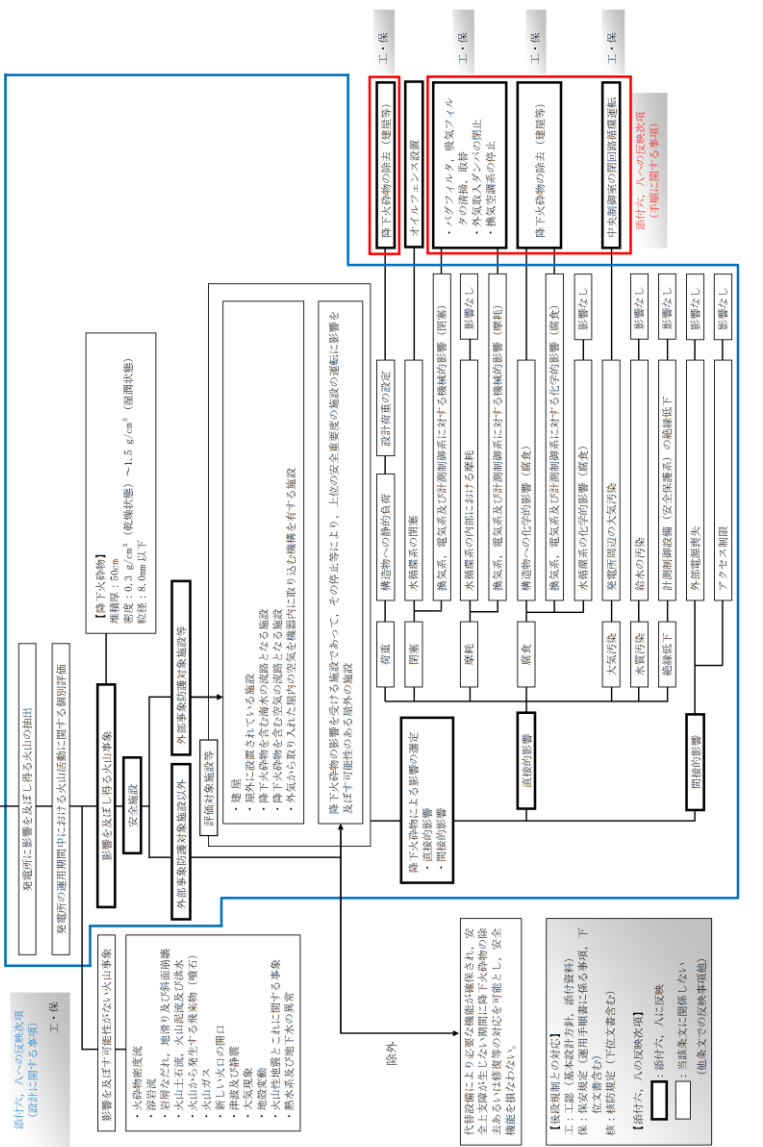 添付六，八への反映次項
（設計に関する事項）
工・保
発電所に影響を及ぼし得る火山の抽出
発電所の運用期間中における火山活動に関する個別評価
影響を及ぼす可能性がない火山事象
・火砕物密度流
・溶岩流
・岩屑なだれ，地滑り及び斜面崩壊
・火山土石流，火山泥流及び洪水
・火山から発生する飛来物（噴石）
・火山ガス
・新しい火口の開口
・津波及び静震
・大気現象
・地殻変動
・火山性地震とこれに関する事象
・熱水系及び地下水の異常
影響を及ぼし得る火山事象
【降下火砕物】
堆積厚：50cm
密度：0.3 g/cm³（乾燥状態）～1.5 g/cm³（湿潤状態）
粒径：8.0mm 以下
安全施設
外部事象防護対象施設以外
外部事象防護対象施設等
評価対象施設等
・建屋
・屋外に設置されている施設
・降下火砕物を含む海水の流路となる施設
・降下火砕物を含む空気の流路となる施設
・外気から取り入れた屋内の空気を機器内に取り込む機構を有する施設
降下火砕物の影響を受ける施設であって，その停止等により，上位の安全重要度の施設の運転に影響を
及ぼす可能性のある屋外の施設
除外
代替設備により必要な機能が確保され，安
全上支障が生じない期間に降下火砕物の除
去あるいは修復等の対応を可能とし，安全
機能を損なわない。
降下火砕物による影響の選定
・直接的影響
・間接的影響
直接的影響
間接的影響
荷重
構造物への静的負荷
設計荷重の設定
降下火砕物の除去（建屋等）
工・保
閉塞
水循環系の閉塞
オイルフェンス設置
換気系，電気系及び計測制御系に対する機械的影響（閉塞）
・バグフィルタ，吸気フィル
タの清掃，取替
・外気取入ダンパの閉止
・換気空調系の停止
工・保
摩耗
水循環系の内部における摩耗
影響なし
換気系，電気系及び計測制御系に対する機械的影響（摩耗）
腐食
構造物への化学的影響（腐食）
降下火砕物の除去（建屋等）
工・保
換気系，電気系及び計測制御系に対する化学的影響（腐食）
水循環系の化学的影響（腐食）
影響なし
大気汚染
発電所周辺の大気汚染
中央制御室の閉回路循環運転
工・保
水質汚染
給水の汚染
影響なし
絶縁低下
計測制御設備（安全保護系）の絶縁低下
影響なし
外部電源喪失
影響なし
アクセス制限
影響なし
添付六，八への反映次項
（手順に関する事項）
【後段規制との対応】
工：工認（基本設計方針，添付資料）
保：保安規定（運用手順書に係る事項，下
位文書含む）
核：核防規定（下位文書含む）
【添付六，八の反映次項】
：添付六，八に反映
：当該条文に関係しない
（他条文での反映事項他）